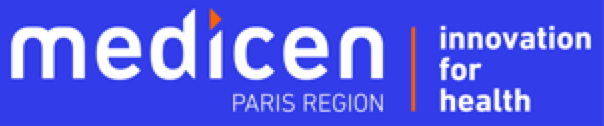 medicen
PARIS REGION
innovation
for
health